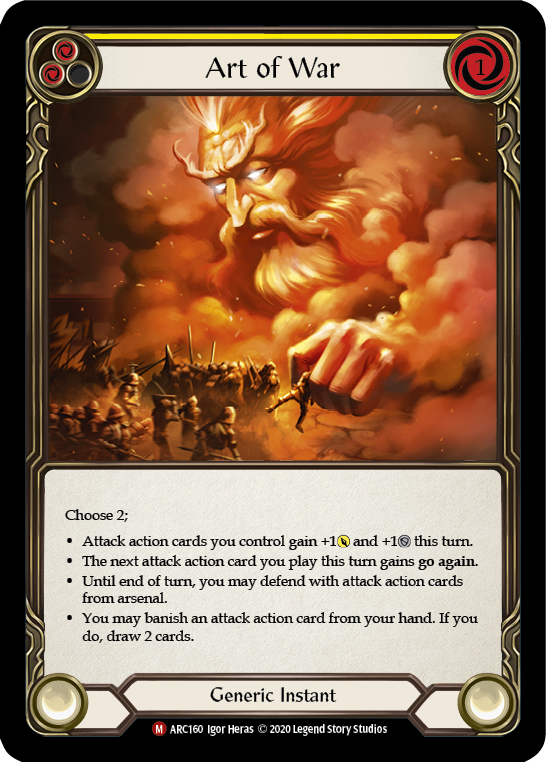 Art of War
1
Choose 2;
• Attack action cards you control gain +1 and +1 this turn.
• The next attack action card you play this turn gains go again.
• Until end of turn, you may defend with attack action cards
from arsenal.
• You may banish an attack action card from your hand. If you
do, draw 2 cards.
Generic Instant
M ARC160 Igor Heras © 2020 Legend Story Studios